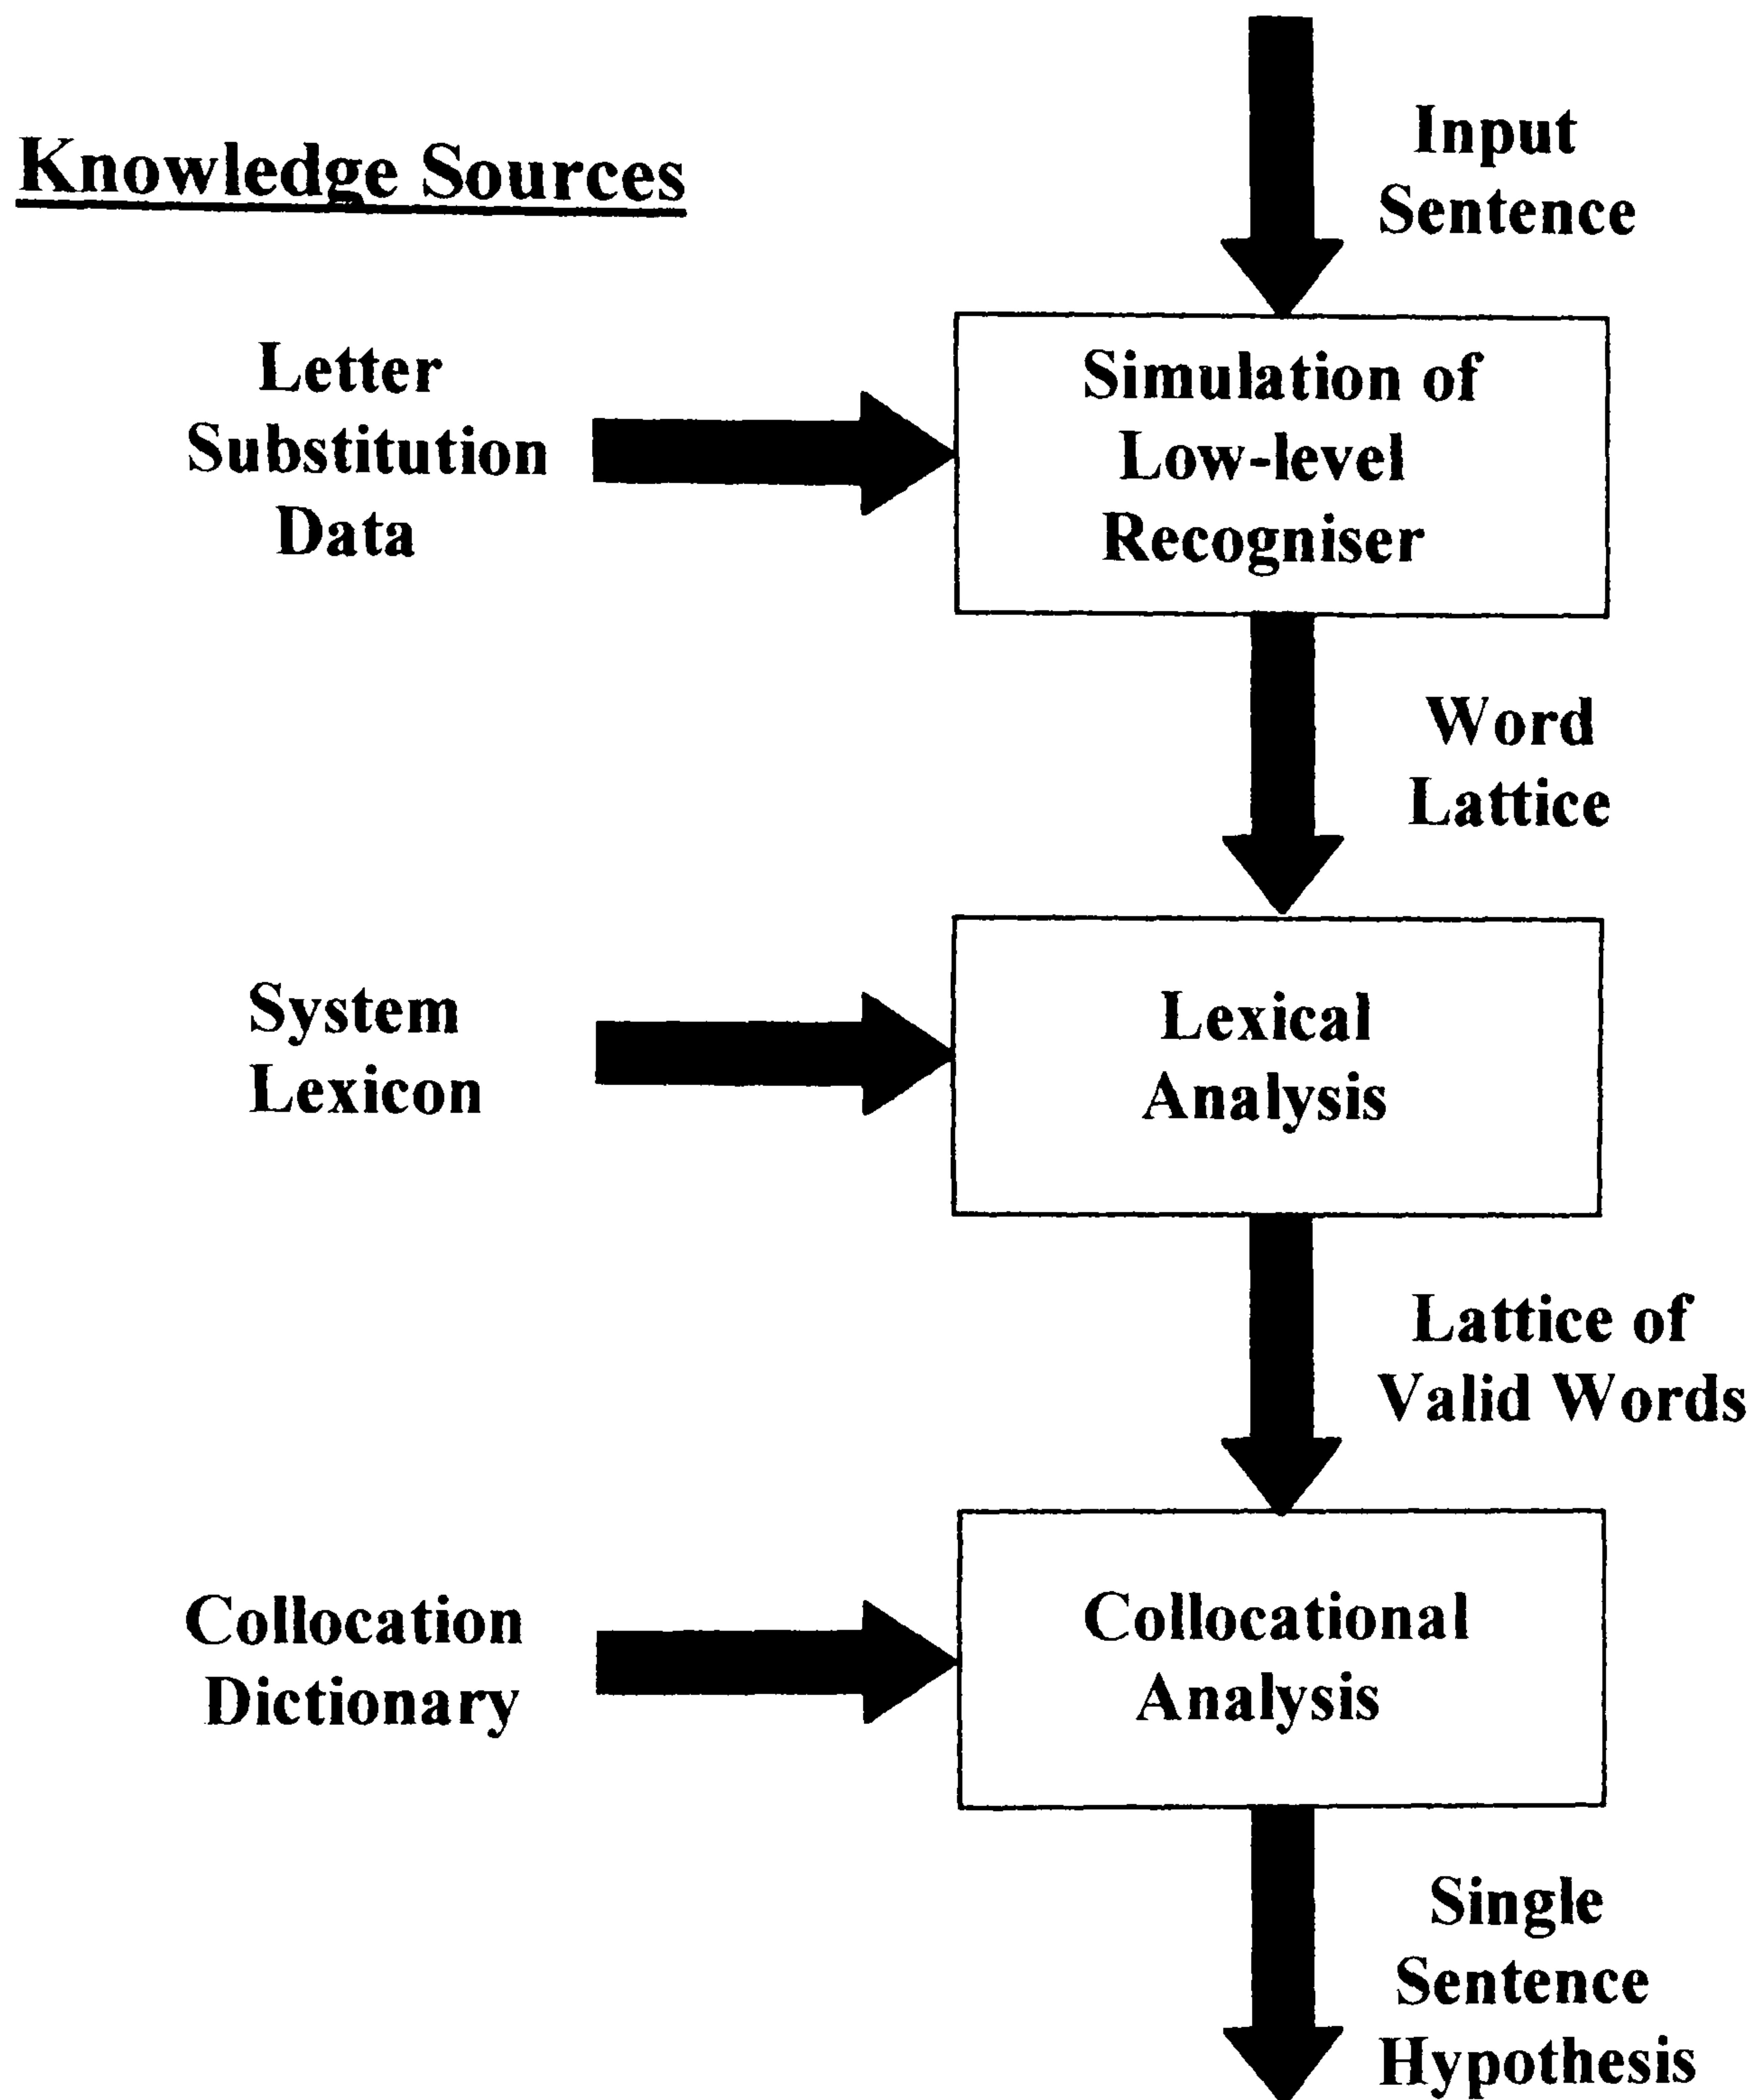 Input
Sentence
Knowledge Sources
Letter
Substitution
Data
Simulation of
Low-level
Recogniser
Word
Lattice
System
Lexicon
Lexical
Analysis
Lattice of
Valid Words
Collocation
Dictionary
Collocational
Analysis
Single
Sentence
Hypothesis